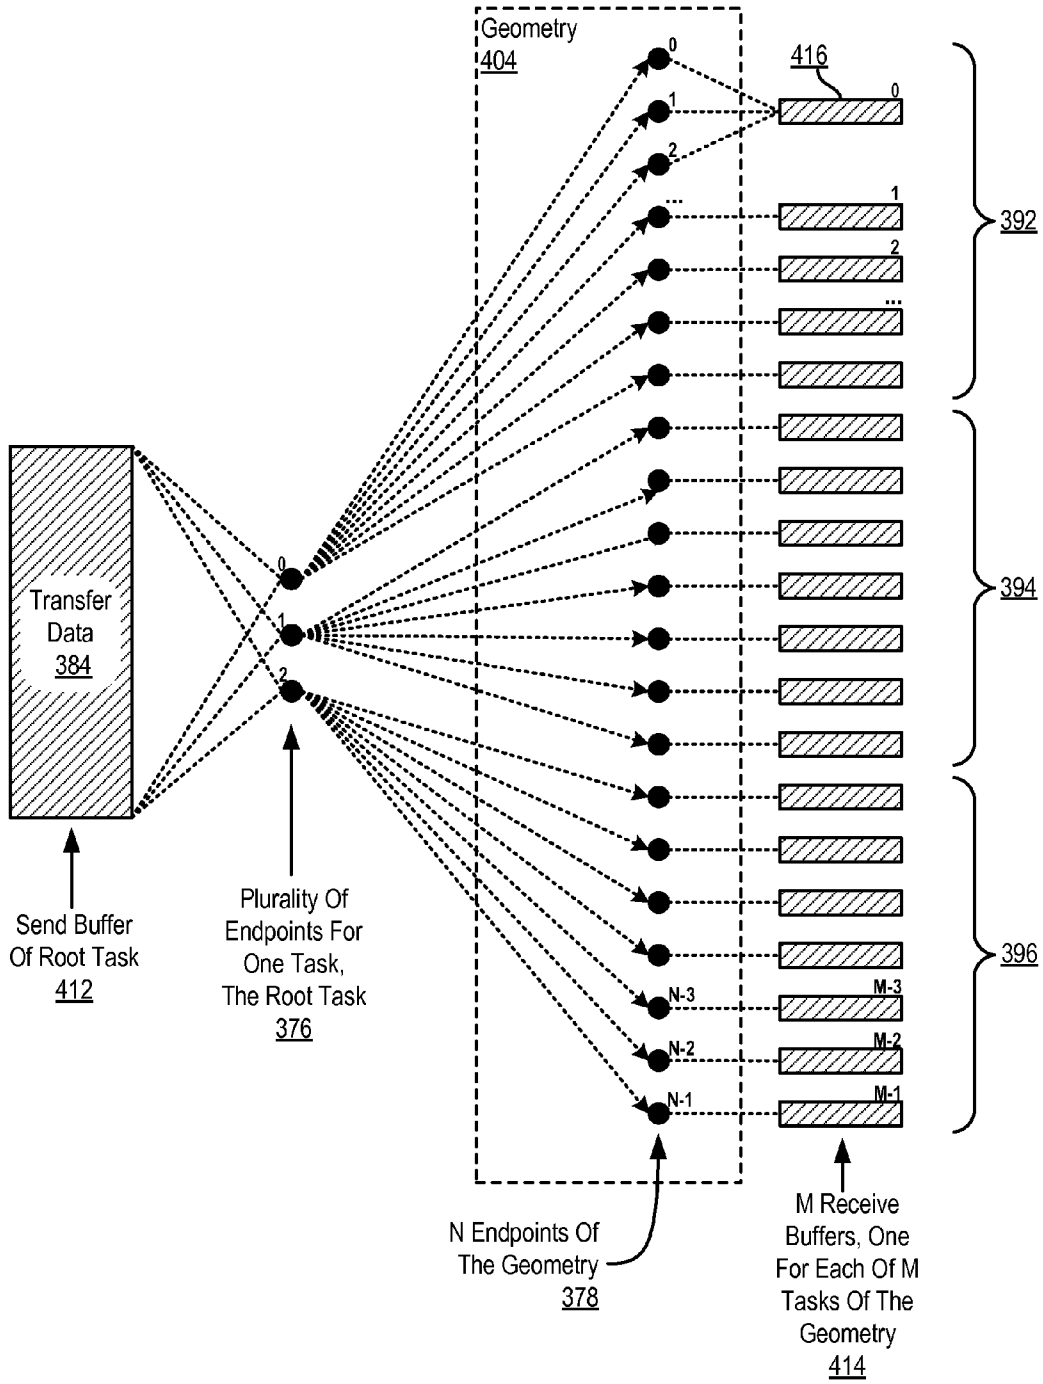 Geometry
404
0
1
2
...
416
0
1
2
...
392
394
396
Transfer
Data
384
0
1
2
Send Buffer
Of Root Task
412
Plurality Of
Endpoints For
One Task,
The Root Task
376
N-3
N-2
N-1
M-3
M-2
M-1
N Endpoints Of
The Geometry
378
M Receive
Buffers, One
For Each Of M
Tasks Of The
Geometry
414